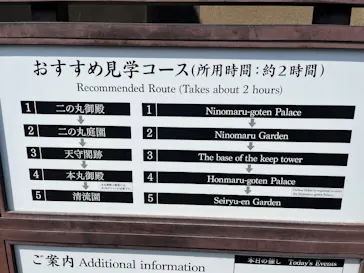 おすすめ見学コース(所用時間：約2時間)
Recommended Route (Takes about 2 hours)
1 二の丸御殿
1 Ninomaru-goten Palace
2 二の丸庭園
2 Ninomaru Garden
3 天守閣跡
3 The base of the keep tower
4 本丸御殿
4 Honmaru-goten Palace
5 清流園
5 Seiryu-en Garden
ご案内 Additional information
本日の催し Today's Events